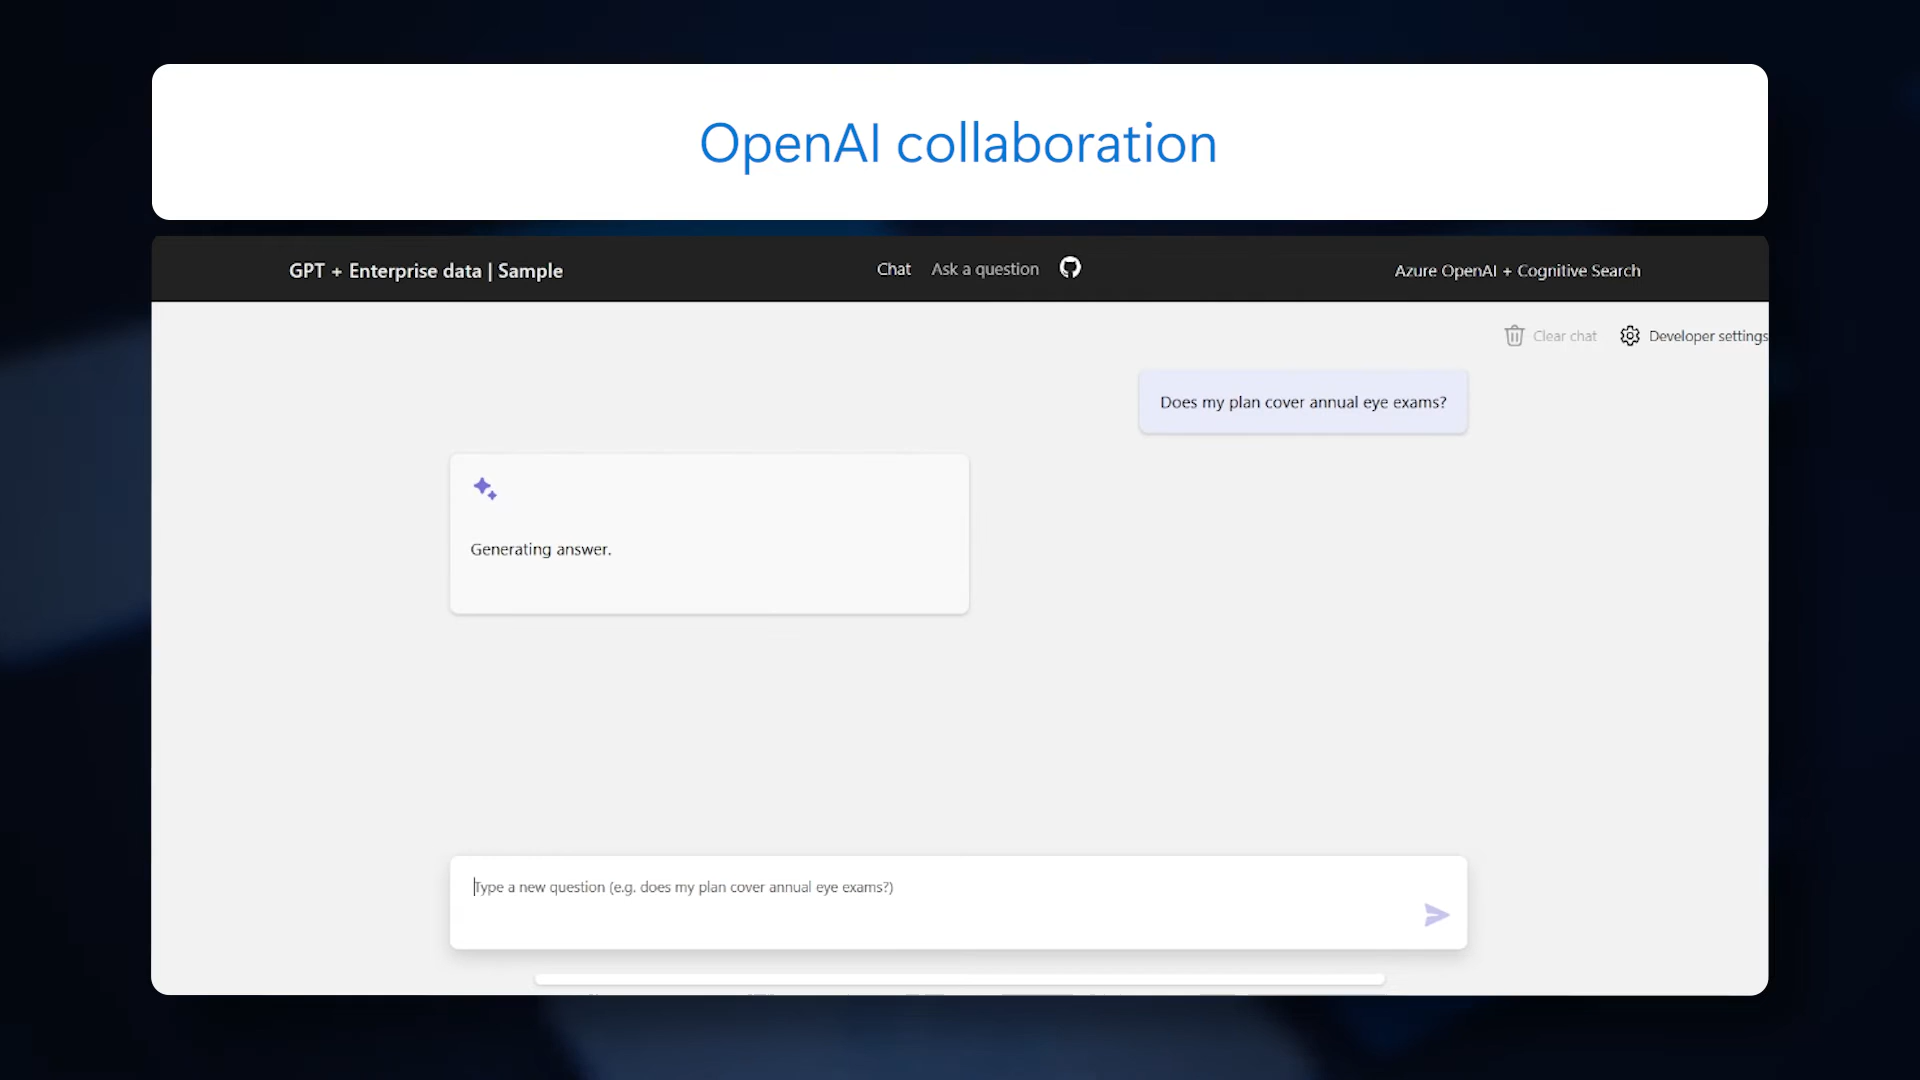 OpenAI collaboration
GPT + Enterprise data | Sample
Chat
Ask a question
Azure OpenAI + Cognitive Search
Clear chat
Developer settings
Does my plan cover annual eye exams?
Generating answer.
Type a new question (e.g. does my plan cover annual eye exams?)